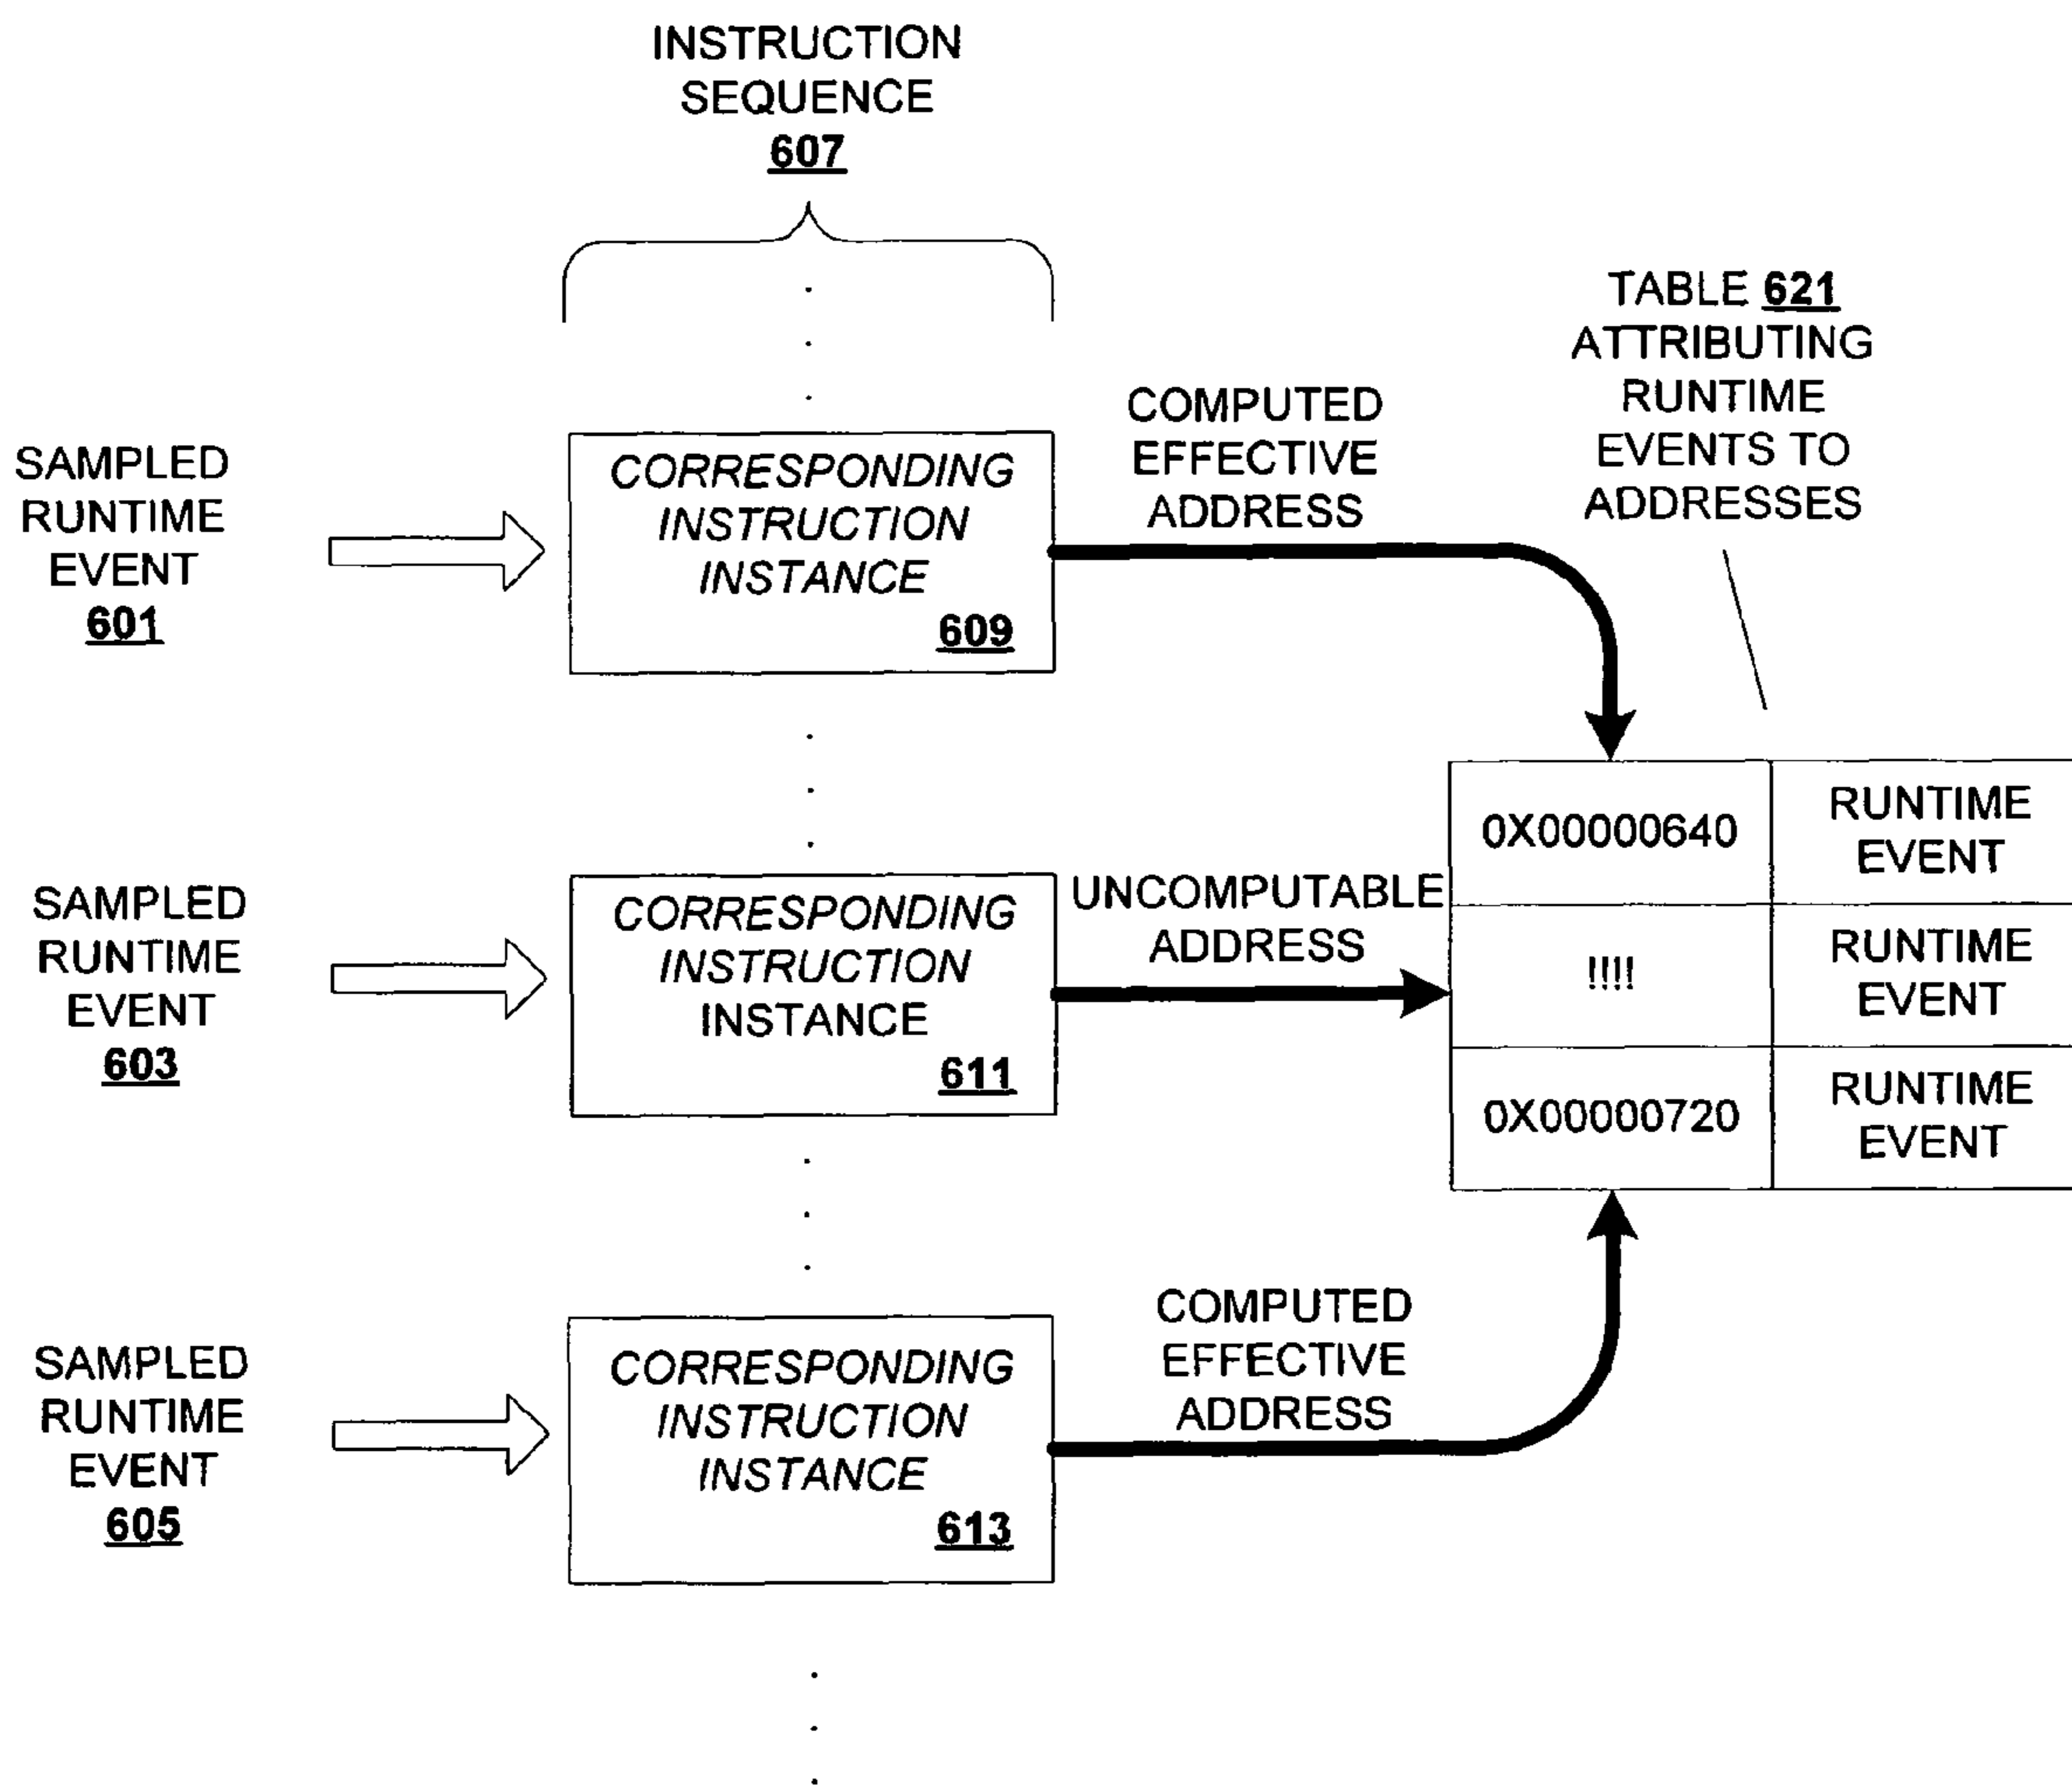 INSTRUCTION
SEQUENCE
607
TABLE 621
ATTRIBUTING
RUNTIME
EVENTS TO
ADDRESSES
SAMPLED
RUNTIME
EVENT
601
CORRESPONDING
INSTRUCTION
INSTANCE
609
COMPUTED
EFFECTIVE
ADDRESS
SAMPLED
RUNTIME
EVENT
603
CORRESPONDING
INSTRUCTION
INSTANCE
611
UNCOMPUTABLE
ADDRESS
0X00000640
RUNTIME
EVENT
!!!!
RUNTIME
EVENT
0X00000720
RUNTIME
EVENT
SAMPLED
RUNTIME
EVENT
605
CORRESPONDING
INSTRUCTION
INSTANCE
613
COMPUTED
EFFECTIVE
ADDRESS